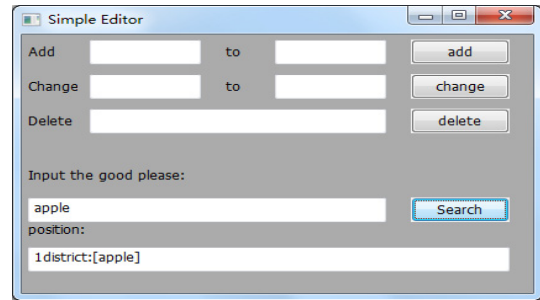 Simple Editor
Add to add
Change to change
Delete delete
Input the good please:
apple Search
position:
1district:[apple]